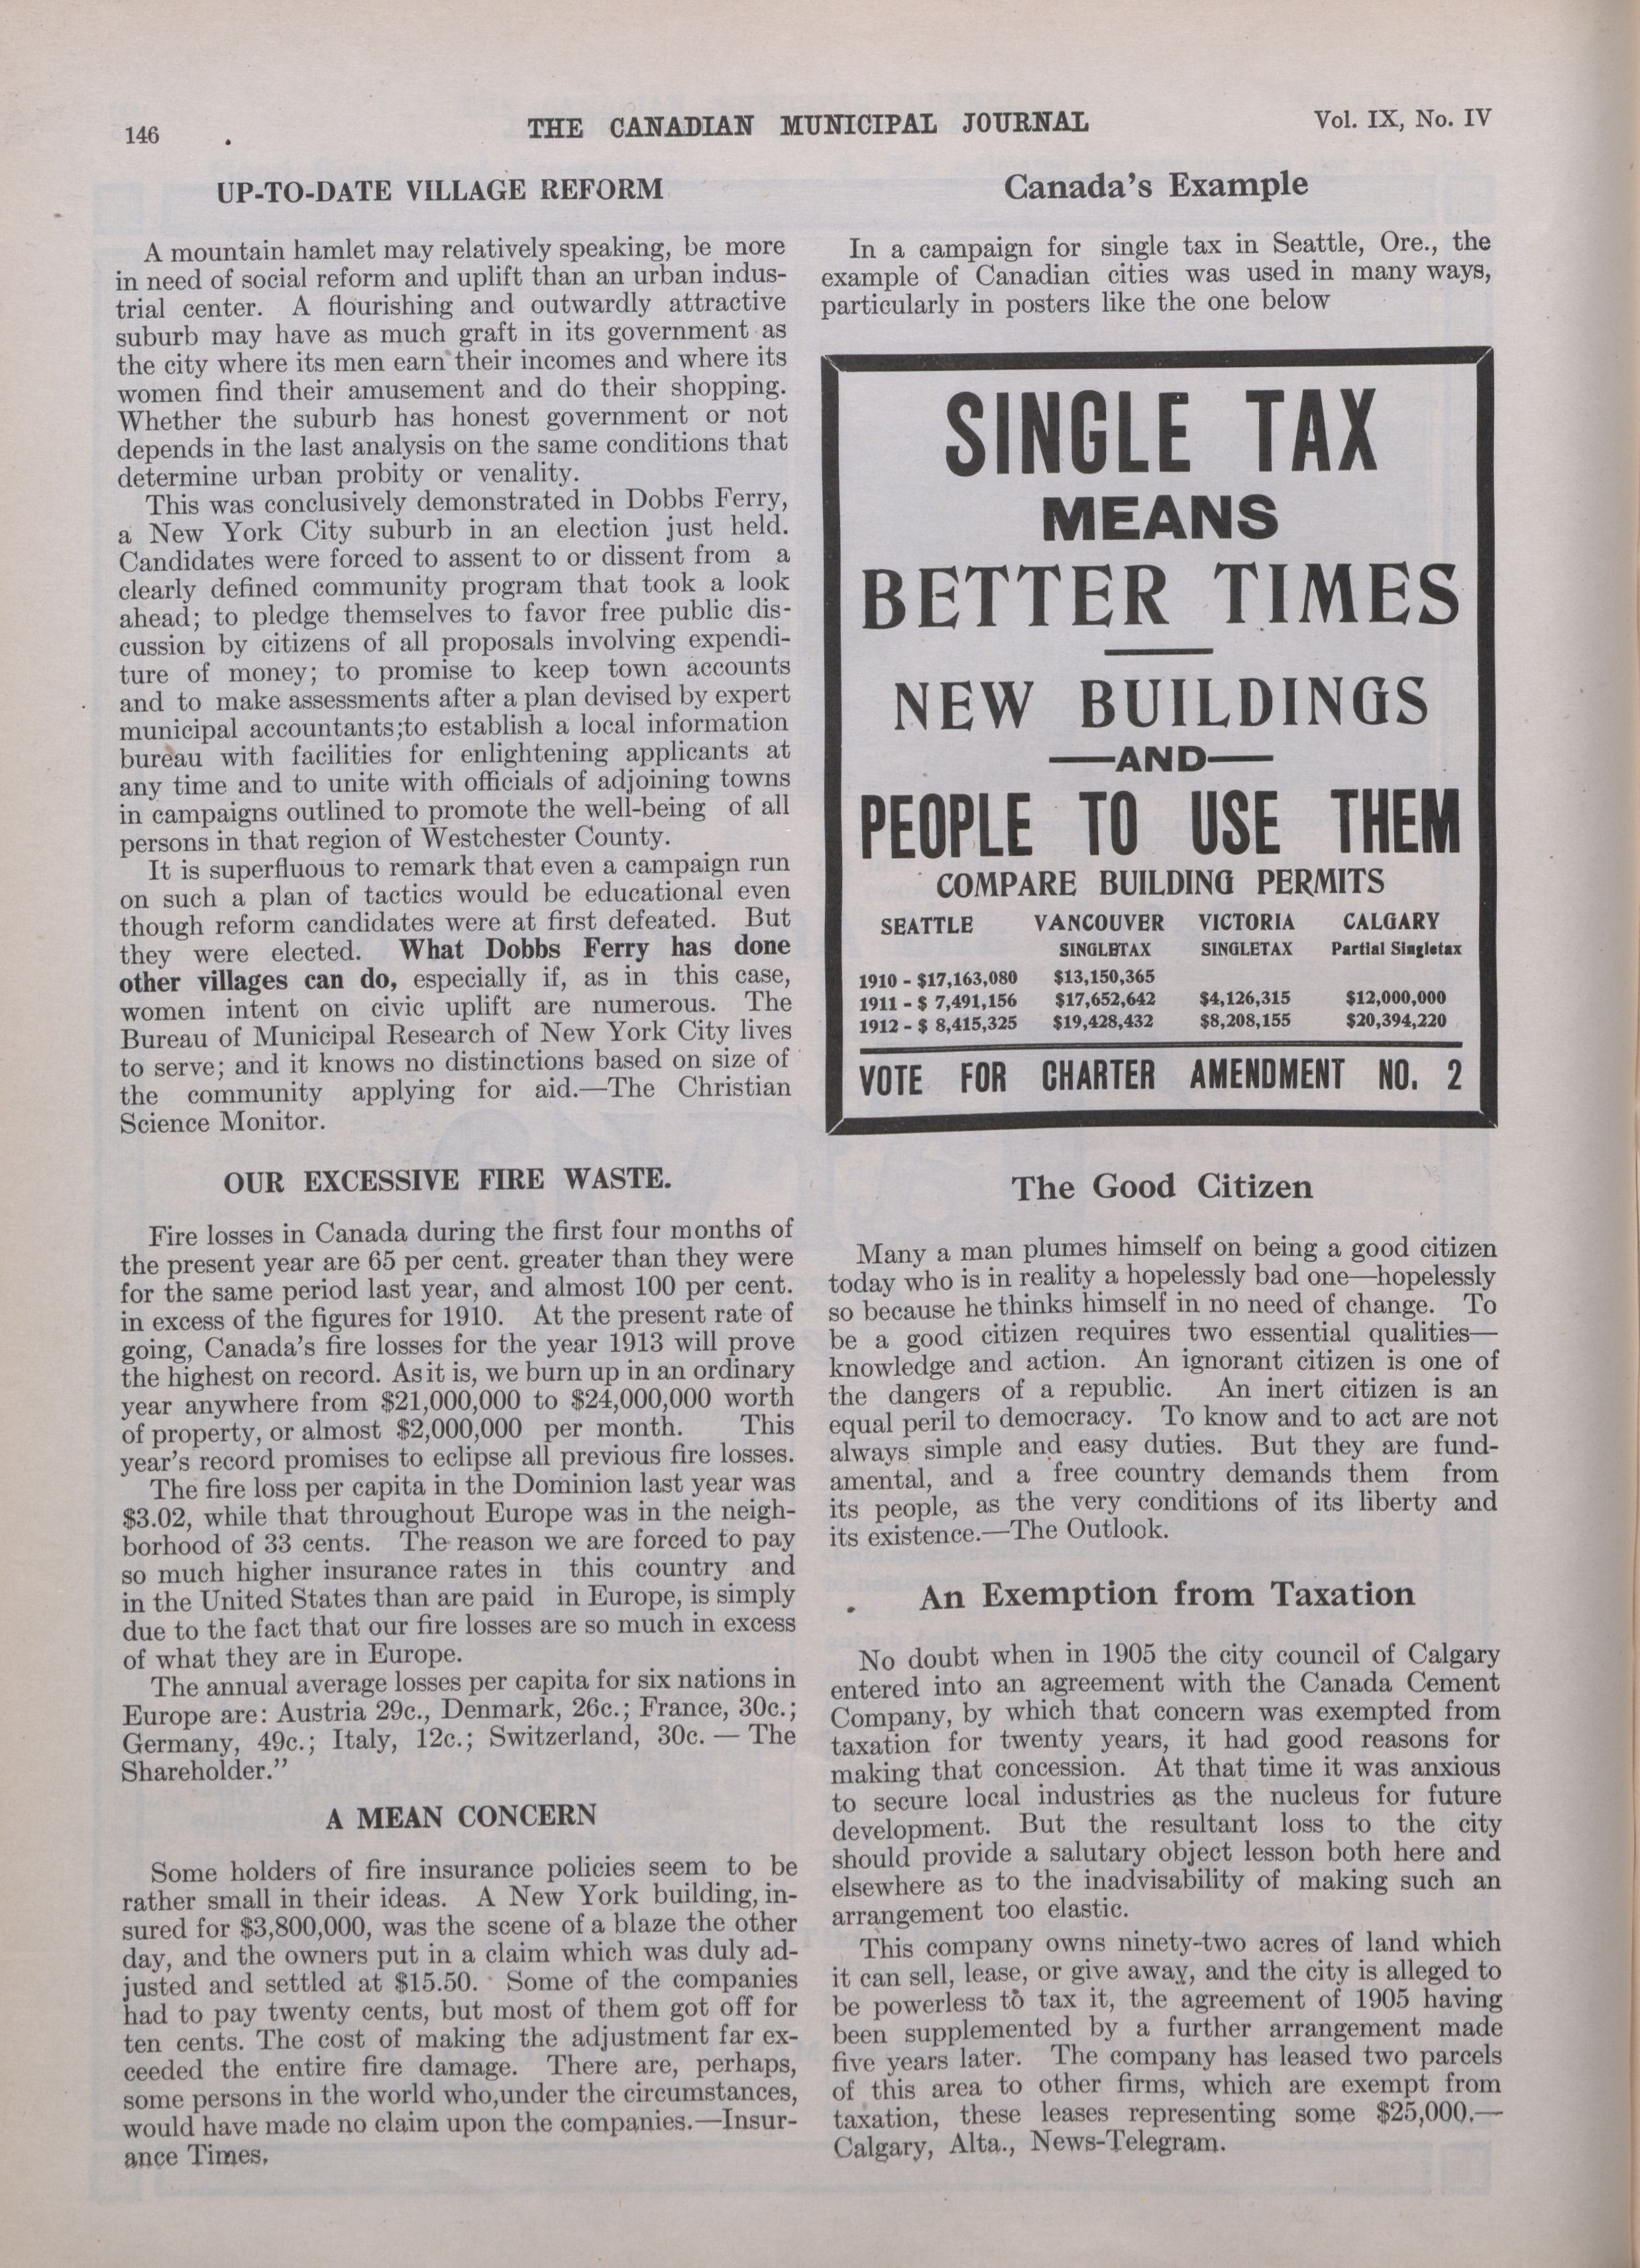 146
THE CANADIAN MUNICIPAL JOURNAL
Vol. IX, No. IV
UP-TO-DATE VILLAGE REFORM
A mountain hamlet may relatively speaking, be more
in need of social reform and uplift than an urban indus-
trial center. A flourishing and outwardly attractive
suburb may have as much graft in its government as
the city where its men earn their incomes and where its
women find their amusement and do their shopping.
Whether the suburb has honest government or not
depends in the last analysis on the same conditions that
determine urban probity or venality.
This was conclusively demonstrated in Dobbs Ferry,
a New York City suburb in an election just held.
Candidates were forced to assent to or dissent from a
clearly defined community program that took a look
ahead; to pledge themselves to favor free public dis-
cussion by citizens of all proposals involving expendi-
ture of money; to promise to keep town accounts
and to make assessments after a plan devised by expert
municipal accountants;to establish a local information
bureau with facilities for enlightening applicants at
any time and to unite with officials of adjoining towns
in campaigns outlined to promote the well-being of all
persons in that region of Westchester County.
It is superfluous to remark that even a campaign run
on such a plan of tactics would be educational even
though reform candidates were at first defeated. But
they were elected. What Dobbs Ferry has done
other villages can do, especially if, as in this case,
women intent on civic uplift are numerous. The
Bureau of Municipal Research of New York City lives
to serve; and it knows no distinctions based on size of
the community applying for aid.—The Christian
Science Monitor.
OUR EXCESSIVE FIRE WASTE.
Fire losses in Canada during the first four months of
the present year are 65 per cent. greater than they were
for the same period last year, and almost 100 per cent.
in excess of the figures for 1910. At the present rate of
going, Canada's fire losses for the year 1913 will prove
the highest on record. As it is, we burn up in an ordinary
year anywhere from $21,000,000 to $24,000,000 worth
of property, or almost $2,000,000 per month. This
year's record promises to eclipse all previous fire losses.
The fire loss per capita in the Dominion last year was
$3.02, while that throughout Europe was in the neigh-
borhood of 33 cents. The reason we are forced to pay
so much higher insurance rates in this country and
in the United States than are paid in Europe, is simply
due to the fact that our fire losses are so much in excess
of what they are in Europe.
The annual average losses per capita for six nations in
Europe are: Austria 29c., Denmark, 26c.; France, 30c.;
Germany, 49c.; Italy, 12c.; Switzerland, 30c. — The
Shareholder."
A MEAN CONCERN
Some holders of fire insurance policies seem to be
rather small in their ideas. A New York building, in-
sured for $3,800,000, was the scene of a blaze the other
day, and the owners put in a claim which was duly ad-
justed and settled at $15.50. Some of the companies
had to pay twenty cents, but most of them got off for
ten cents. The cost of making the adjustment far ex-
ceeded the entire fire damage. There are, perhaps,
some persons in the world who,under the circumstances,
would have made no claim upon the companies.—Insur-
ance Times.
Canada's Example
In a campaign for single tax in Seattle, Ore., the
example of Canadian cities was used in many ways,
particularly in posters like the one below
SINGLE TAX
MEANS
BETTER TIMES
NEW BUILDINGS
—AND—
PEOPLE TO USE THEM
COMPARE BUILDING PERMITS
SEATTLE VANCOUVER VICTORIA CALGARY
SINGLETAX SINGLETAX Partial Singletax
1910 - $17,163,080 $13,150,365
1911 - $ 7,491,156 $17,652,642 $4,126,315 $12,000,000
1912 - $ 8,415,325 $19,428,432 $8,208,155 $20,394,220
VOTE FOR CHARTER AMENDMENT NO. 2
The Good Citizen
Many a man plumes himself on being a good citizen
today who is in reality a hopelessly bad one—hopelessly
so because he thinks himself in no need of change. To
be a good citizen requires two essential qualities—
knowledge and action. An ignorant citizen is one of
the dangers of a republic. An inert citizen is an
equal peril to democracy. To know and to act are not
always simple and easy duties. But they are fund-
amental, and a free country demands them from
its people, as the very conditions of its liberty and
its existence.—The Outlook.
An Exemption from Taxation
No doubt when in 1905 the city council of Calgary
entered into an agreement with the Canada Cement
Company, by which that concern was exempted from
taxation for twenty years, it had good reasons for
making that concession. At that time it was anxious
to secure local industries as the nucleus for future
development. But the resultant loss to the city
should provide a salutary object lesson both here and
elsewhere as to the inadvisability of making such an
arrangement too elastic.
This company owns ninety-two acres of land which
it can sell, lease, or give away, and the city is alleged to
be powerless to tax it, the agreement of 1905 having
been supplemented by a further arrangement made
five years later. The company has leased two parcels
of this area to other firms, which are exempt from
taxation, these leases representing some $25,000.—
Calgary, Alta., News-Telegram.